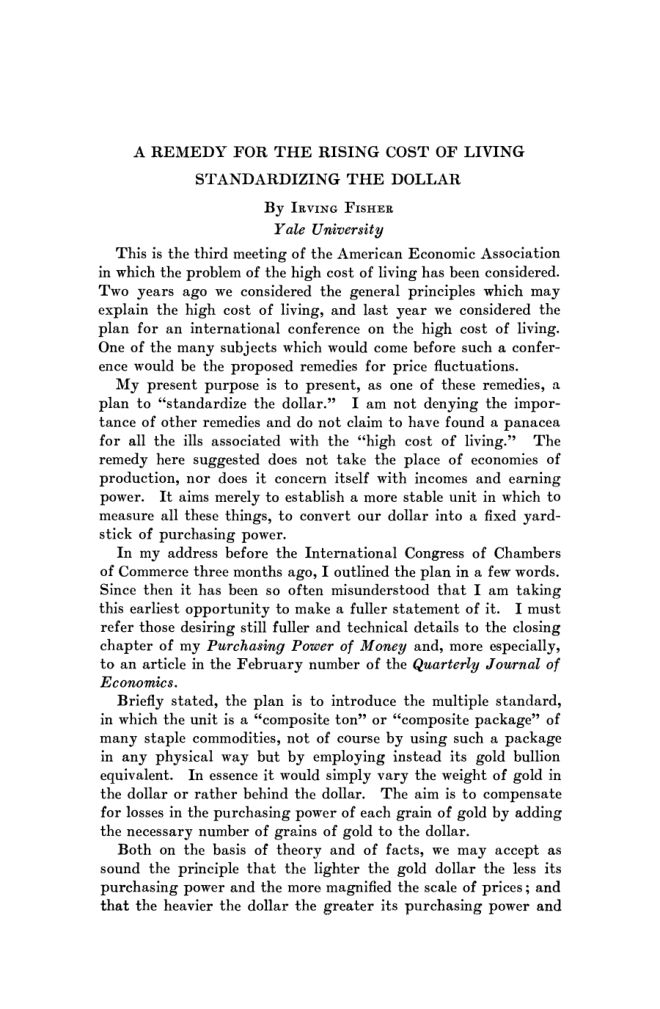 A REMEDY FOR THE RISING COST OF LIVING
STANDARDIZING THE DOLLAR
By Irving Fisher
Yale University
This is the third meeting of the American Economic Association
in which the problem of the high cost of living has been considered.
Two years ago we considered the general principles which may
explain the high cost of living, and last year we considered the
plan for an international conference on the high cost of living.
One of the many subjects which would come before such a confer-
ence would be the proposed remedies for price fluctuations.
My present purpose is to present, as one of these remedies, a
plan to “standardize the dollar.” I am not denying the impor-
tance of other remedies and do not claim to have found a panacea
for all the ills associated with the “high cost of living.” The
remedy here suggested does not take the place of economies of
production, nor does it concern itself with incomes and earning
power. It aims merely to establish a more stable unit in which to
measure all these things, to convert our dollar into a fixed yard-
stick of purchasing power.
In my address before the International Congress of Chambers
of Commerce three months ago, I outlined the plan in a few words.
Since then it has been so often misunderstood that I am taking
this earliest opportunity to make a fuller statement of it. I must
refer those desiring still fuller and technical details to the closing
chapter of my Purchasing Power of Money and, more especially,
to an article in the February number of the Quarterly Journal of
Economics.
Briefly stated, the plan is to introduce the multiple standard,
in which the unit is a “composite ton” or “composite package” of
many staple commodities, not of course by using such a package
in any physical way but by employing instead its gold bullion
equivalent. In essence it would simply vary the weight of gold in
the dollar or rather behind the dollar. The aim is to compensate
for losses in the purchasing power of each grain of gold by adding
the necessary number of grains of gold to the dollar.
Both on the basis of theory and of facts, we may accept as
sound the principle that the lighter the gold dollar the less its
purchasing power and the more magnified the scale of prices; and
that the heavier the dollar the greater its purchasing power and